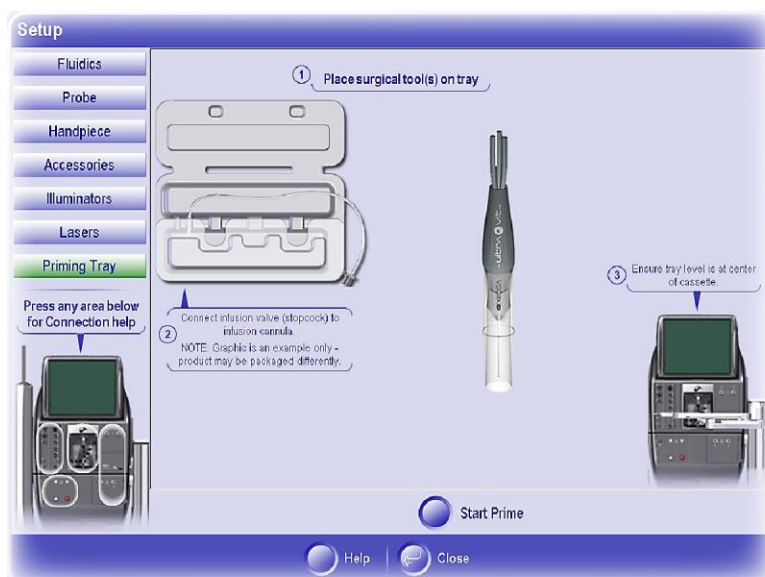 Setup
Fluidics
Probe
Handpiece
Accessories
Illuminators
Lasers
Priming Tray
Press any area below
for Connection help
1
Place surgical tool(s) on tray
2
Connect infusion valve (stopcock) to
infusion cannula.
NOTE: Graphic is an example only -
product may be packaged differently.
3
Ensure tray level is at center
of cassette.
Start Prime
Help
Close